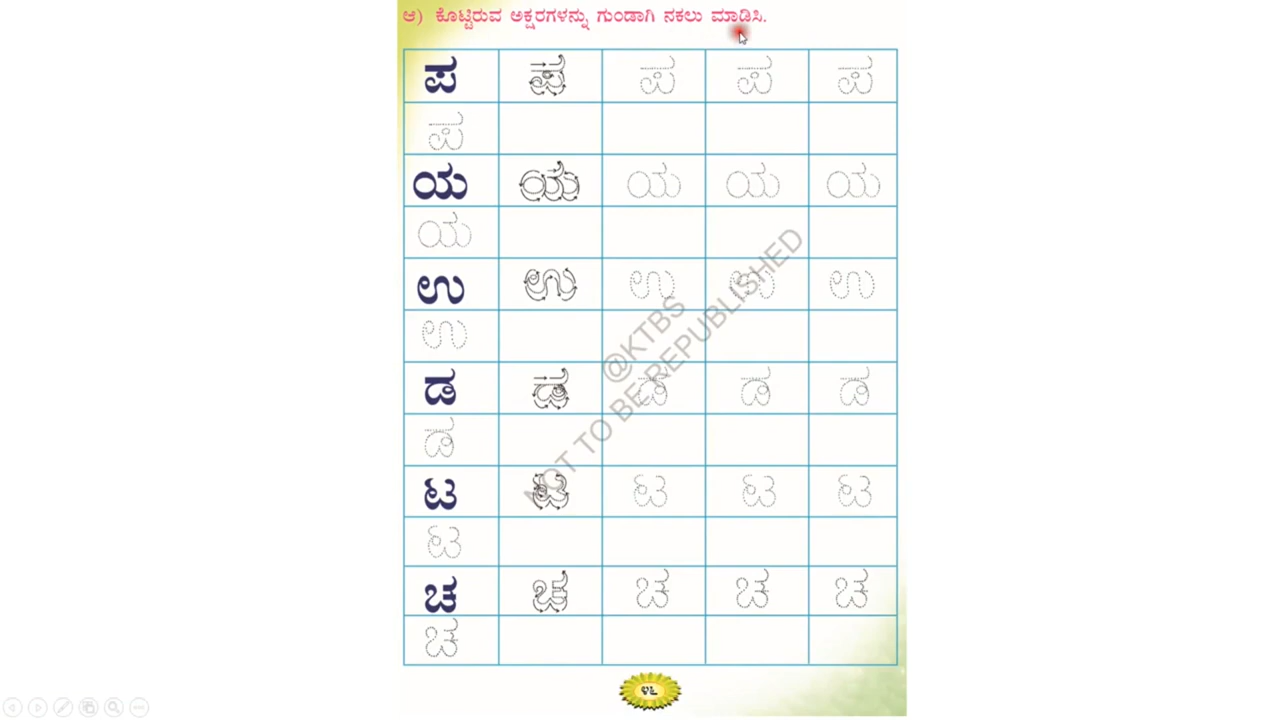 ಆ) ಕೊಟ್ಟಿರುವ ಅಕ್ಷರಗಳನ್ನು ಗುಂಡಾಗಿ ನಕಲು ಮಾಡಿಸಿ.
ಪ ಪ ಪ ಪ ಪ
ಪ
ಯ ಯ ಯ ಯ ಯ
ಯ
ಉ ಉ ಉ ಉ ಉ
ಉ
ಡ ಡ ಡ ಡ ಡ
ಡ
ಟ ಟ ಟ ಟ ಟ
ಟ
ಚ ಚ ಚ ಚ ಚ
ಚ
@KTBS
NOT TO BE REPUBLISHED